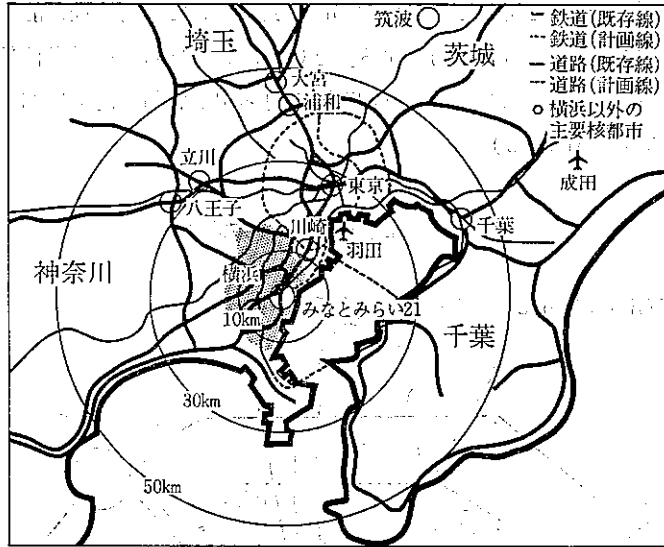 筑波
埼玉
茨城
鉄道(既存線)
鉄道(計画線)
道路(既存線)
道路(計画線)
横浜以外の
主要核都市
成田
大宮
浦和
立川
東京
八王子
千葉
川崎
羽田
神奈川
横浜
10km
みなとみらい21
千葉
30km
50km